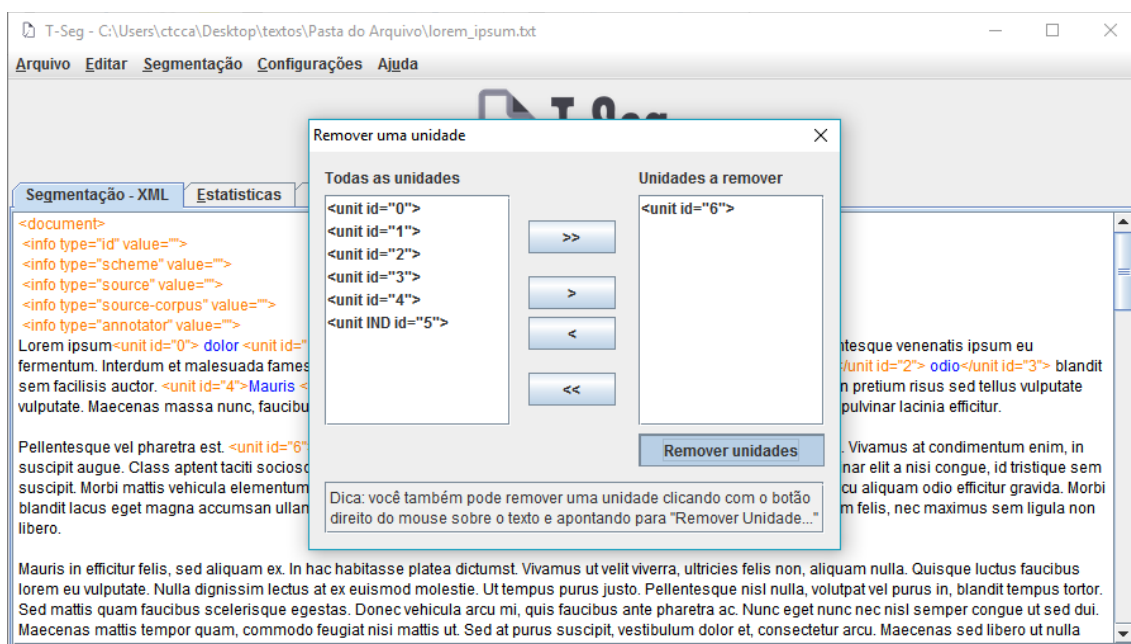 T-Seg - C:\Users\ctcca\Desktop\textos\Pasta do Arquivo\lorem_ipsum.txt
Arquivo Editar Segmentação Configurações Ajuda
Remover uma unidade
Todas as unidades Unidades a remover
<unit id="0"> <unit id="6">
<unit id="1"> >>
<unit id="2">
<unit id="3"> >
<unit id="4">
<unit IND id="5"> <
<<
Remover unidades
Dica: você também pode remover uma unidade clicando com o botão
direito do mouse sobre o texto e apontando para "Remover Unidade..."
Segmentação - XML Estatisticas
<document>
<info type="id" value="">
<info type="scheme" value="">
<info type="source" value="">
<info type="source-corpus" value="">
<info type="annotator" value="">
Lorem ipsum<unit id="0"> dolor <unit id=" venenatis ipsum eu
fermentum. Interdum et malesuada fames /unit id="2"> odio</unit id="3"> blandit
sem facilisis auctor. <unit id="4">Mauris < pretium risus sed tellus vulputate
vulputate. Maecenas massa nunc, pulvinar lacinia efficitur.
Pellentesque vel pharetra est. <unit id="6" . Vivamus at condimentum enim, in
suscipit augue. Class aptent taciti elit a nisi congue, id tristique sem
suscipit. Morbi mattis vehicula elementum aliquam odio efficitur gravida. Morbi
blandit lacus eget magna accumsan felis, nec maximus sem ligula non
libero.
Mauris in efficitur felis, sed aliquam ex. In hac habitasse platea dictumst. Vivamus ut velit viverra, ultricies felis non, aliquam nulla. Quisque luctus faucibus
lorem eu vulputate. Nulla dignissim lectus at ex euismod molestie. Ut tempus purus justo. Pellentesque nisl nulla, volutpat vel purus in, blandit tempus tortor.
Sed mattis quam faucibus scelerisque egestas. Donec vehicula arcu mi, quis faucibus ante pharetra ac. Nunc eget nunc nec nisl semper congue ut sed dui.
Maecenas mattis tempor quam, commodo feugiat nisi mattis ut. Sed at purus suscipit, vestibulum dolor et, consectetur arcu. Maecenas sed libero ut nulla